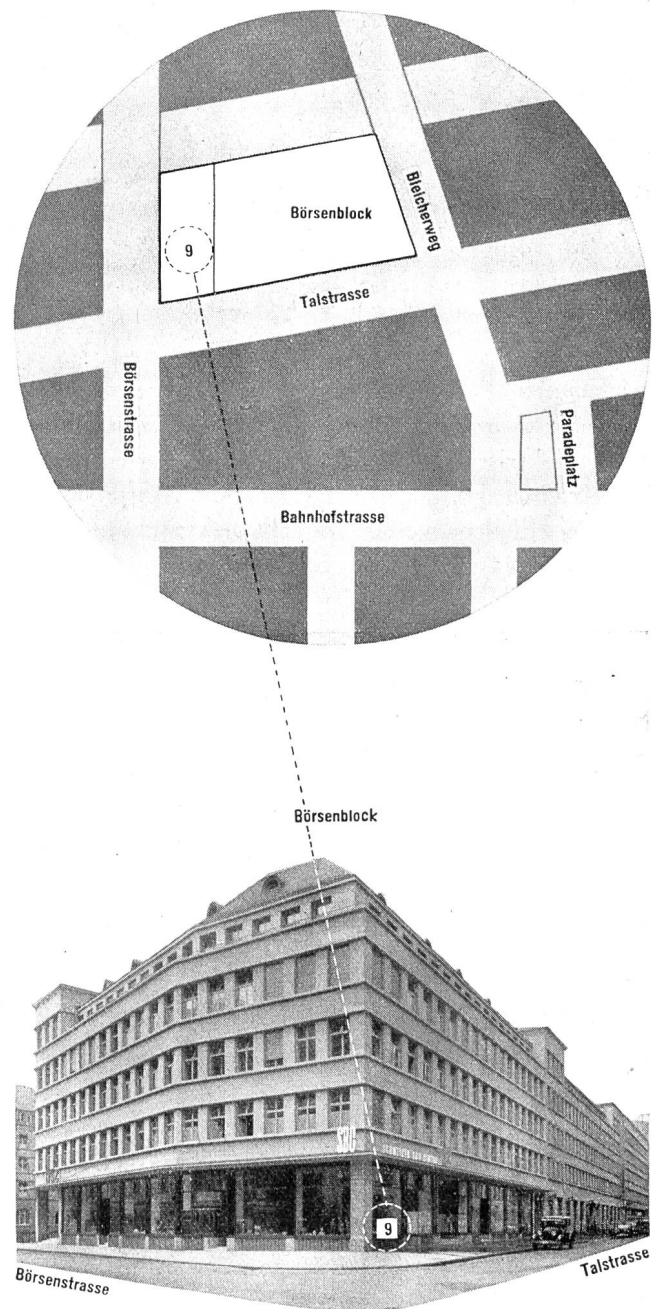 Börsenblock
Bleicherweg
9
Talstrasse
Börsenstrasse
Paradeplatz
Bahnhofstrasse
Börsenblock
9
Börsenstrasse
Talstrasse